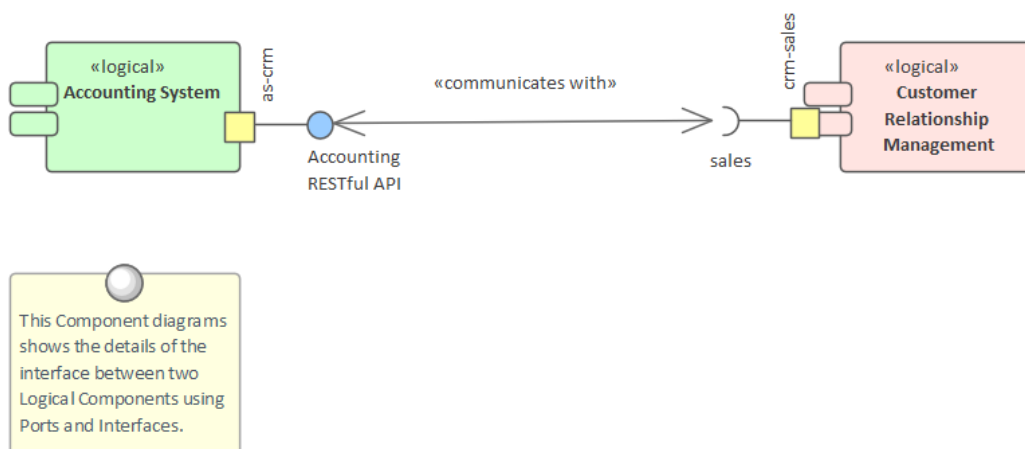 «logical»
Accounting System
as-crm
«communicates with»
crm-sales
«logical»
Customer
Relationship
Management
Accounting
RESTful API
sales
This Component diagrams
shows the details of the
interface between two
Logical Components using
Ports and Interfaces.